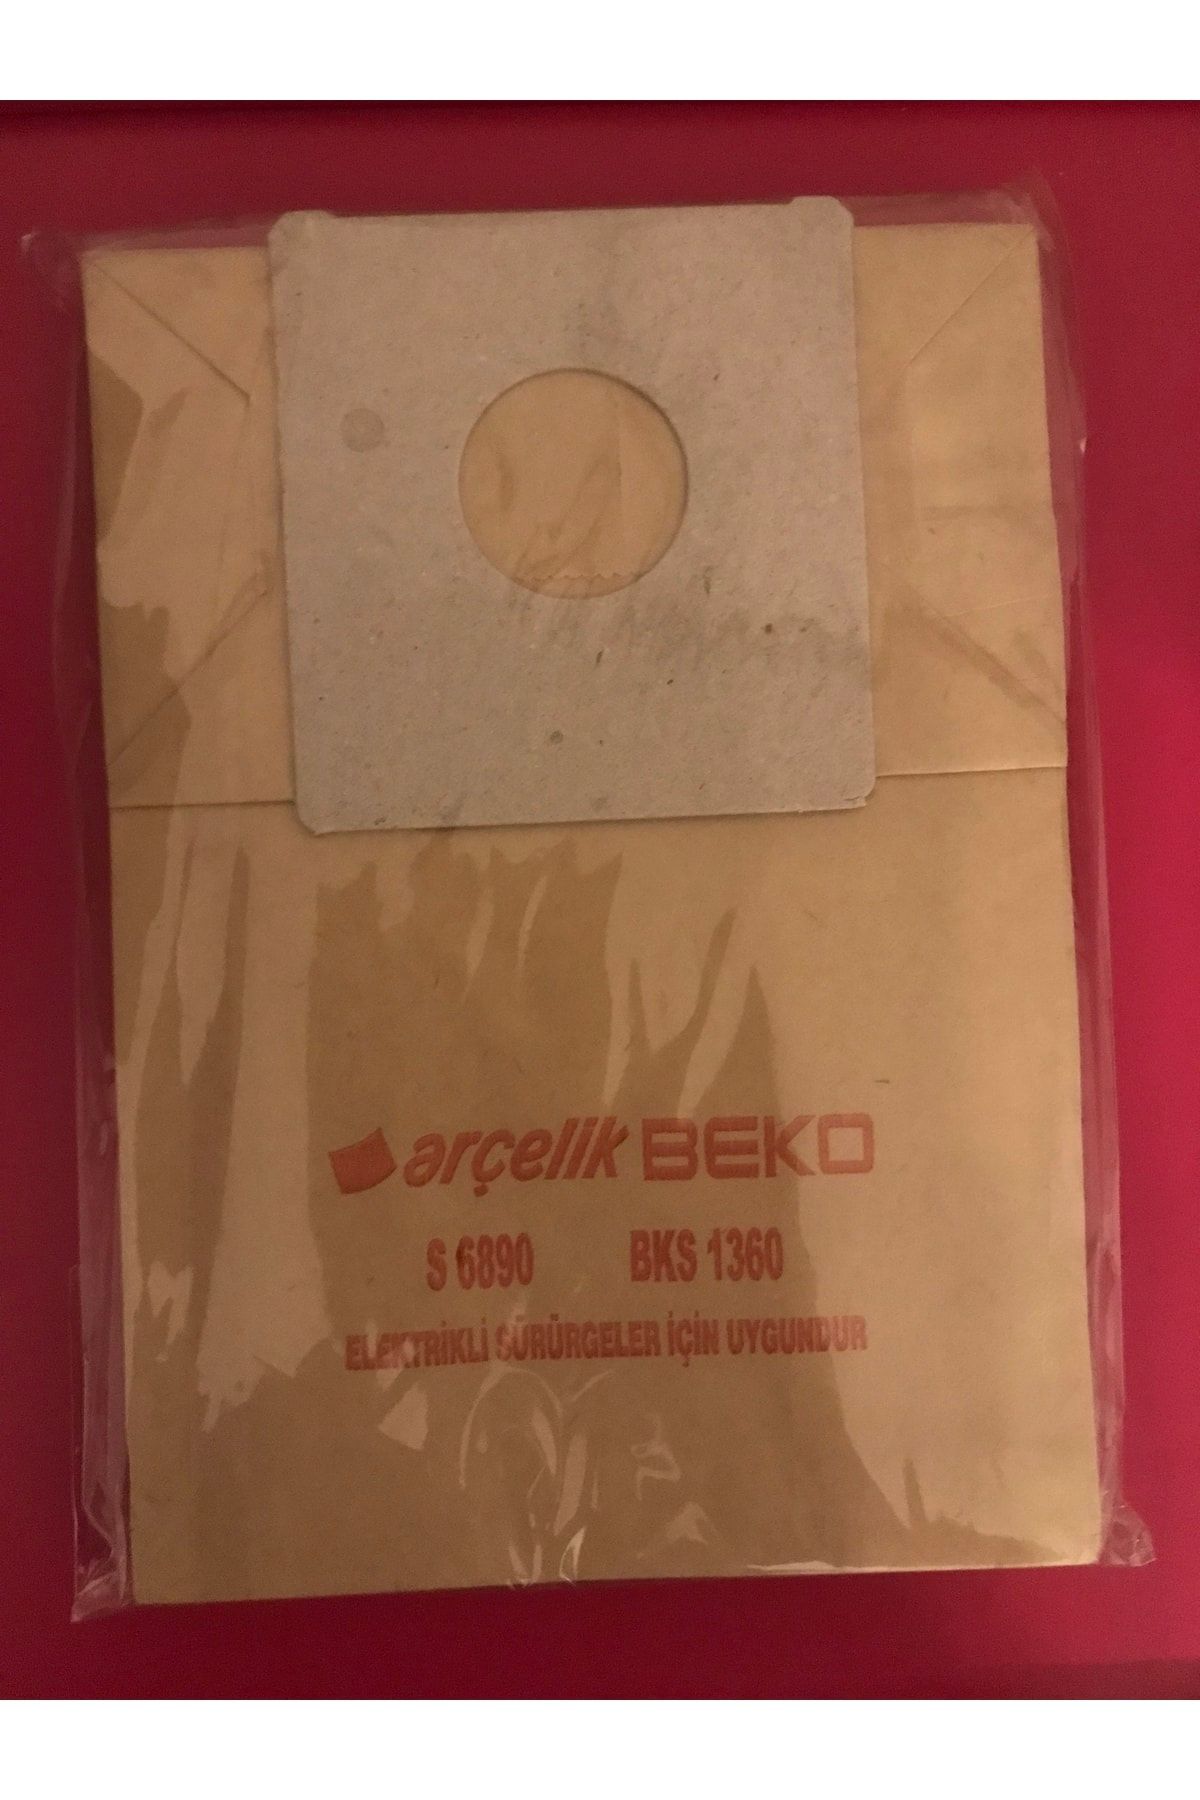 arçelik BEKO
S 6890 BKS 1360
ELEKTRİKLİ SÜRÜRGELER İÇİN UYGUNDUR